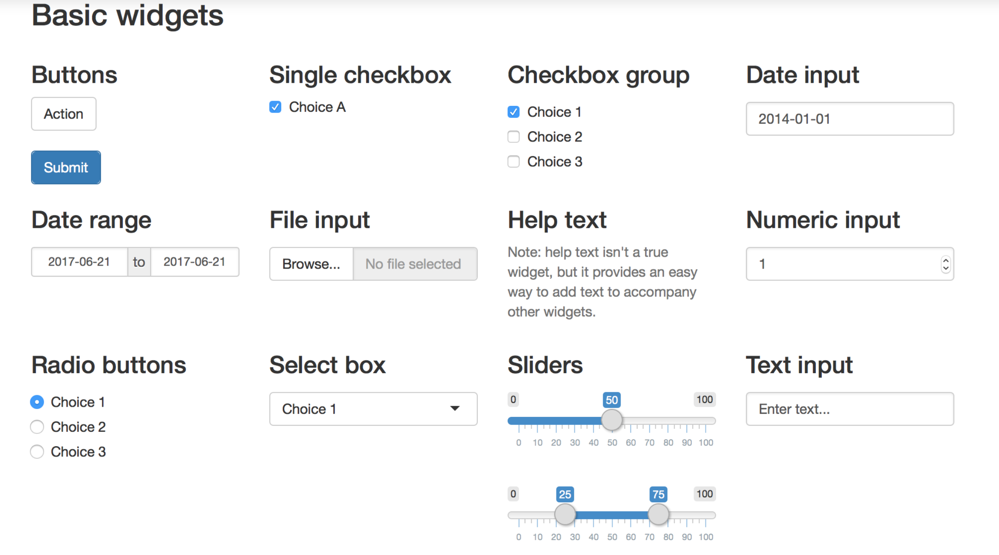 Basic widgets
Buttons
Action
Submit
Single checkbox
Choice A
Checkbox group
Choice 1
Choice 2
Choice 3
Date input
2014-01-01
Date range
2017-06-21 to 2017-06-21
File input
Browse... No file selected
Help text
Note: help text isn't a true
widget, but it provides an easy
way to add text to accompany
other widgets.
Numeric input
1
Radio buttons
Choice 1
Choice 2
Choice 3
Select box
Choice 1
Sliders
0 50 100
0 10 20 30 40 50 60 70 80 90 100
0 25 75 100
0 10 20 30 40 50 60 70 80 90 100
Text input
Enter text...